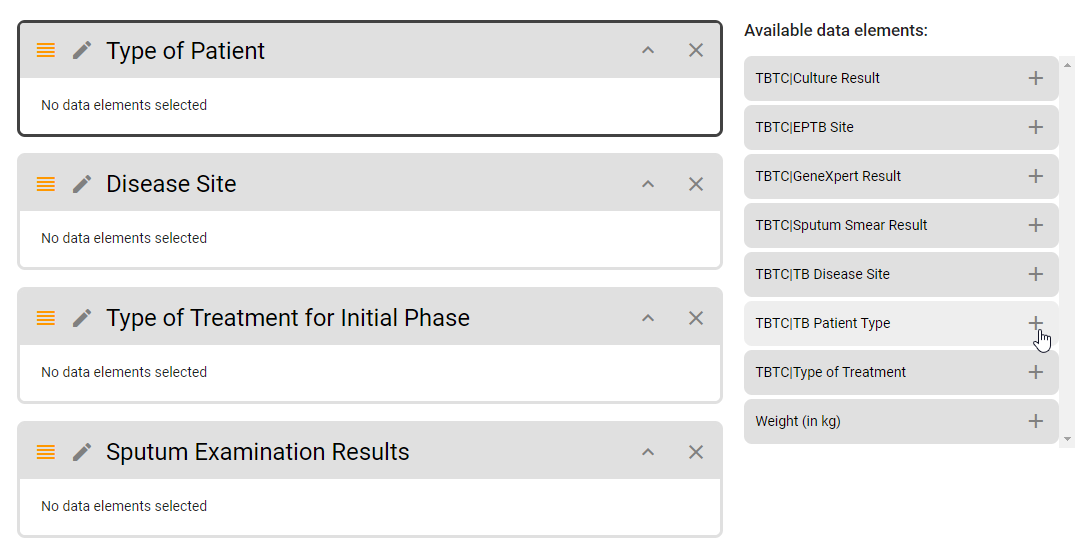 Type of Patient
No data elements selected
Disease Site
No data elements selected
Type of Treatment for Initial Phase
No data elements selected
Sputum Examination Results
No data elements selected
Available data elements:
TBTC|Culture Result
TBTC|EPTB Site
TBTC|GeneXpert Result
TBTC|Sputum Smear Result
TBTC|TB Disease Site
TBTC|TB Patient Type
TBTC|Type of Treatment
Weight (in kg)